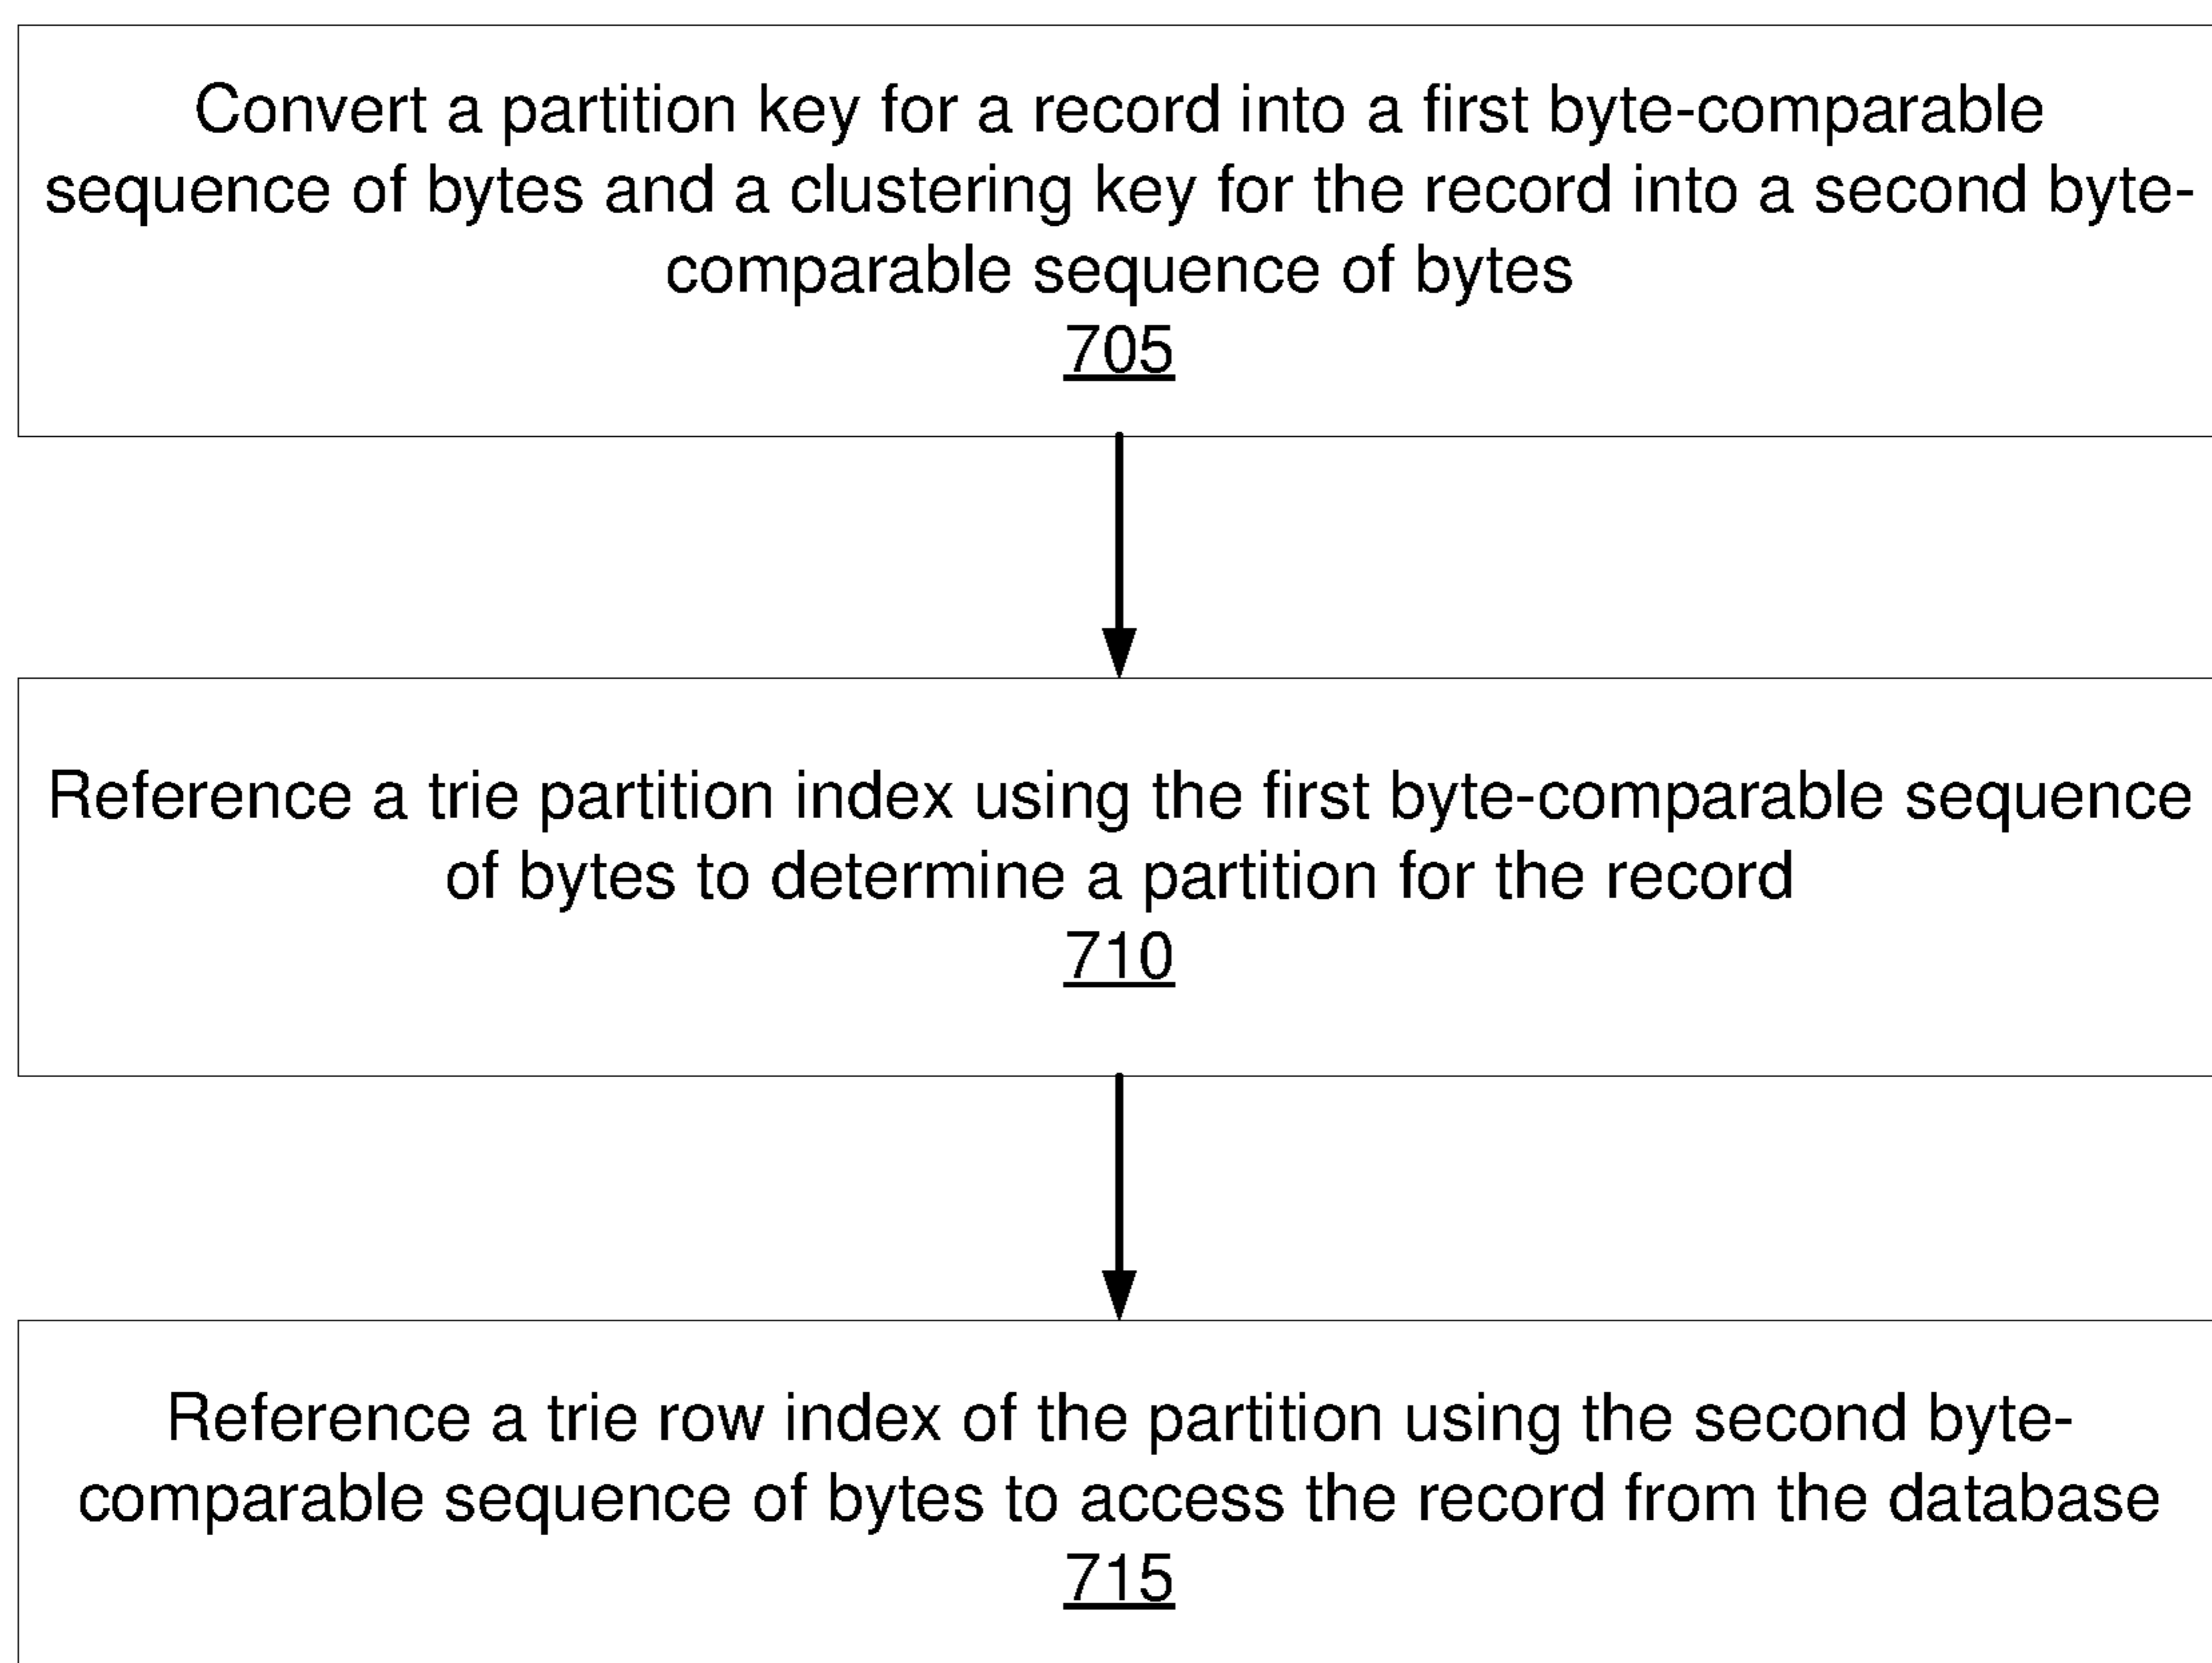 Convert a partition key for a record into a first byte-comparable
sequence of bytes and a clustering key for the record into a second byte-
comparable sequence of bytes
705
Reference a trie partition index using the first byte-comparable sequence
of bytes to determine a partition for the record
710
Reference a trie row index of the partition using the second byte-
comparable sequence of bytes to access the record from the database
715